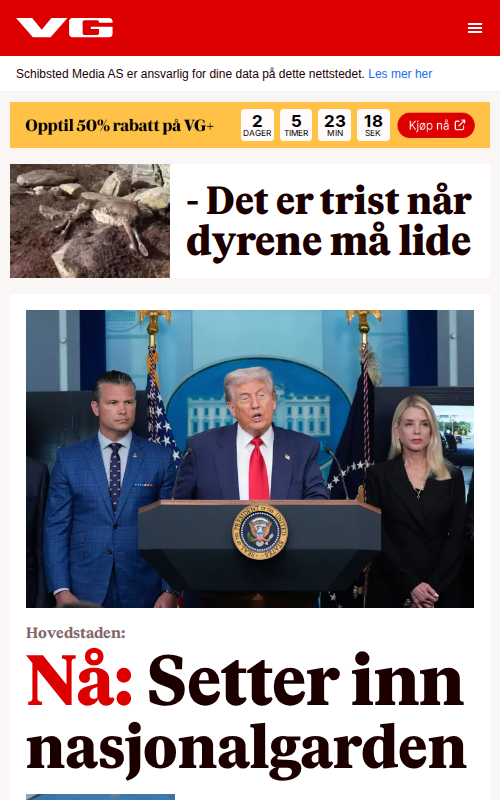 VG
Schibsted Media AS er ansvarlig for dine data på dette nettstedet. Les mer her
Opptil 50% rabatt på VG+
2 5 23 18
DAGER TIMER MIN SEK
Kjøp nå
- Det er trist når
dyrene må lide
Hovedstaden:
Nå: Setter inn
nasjonalgarden